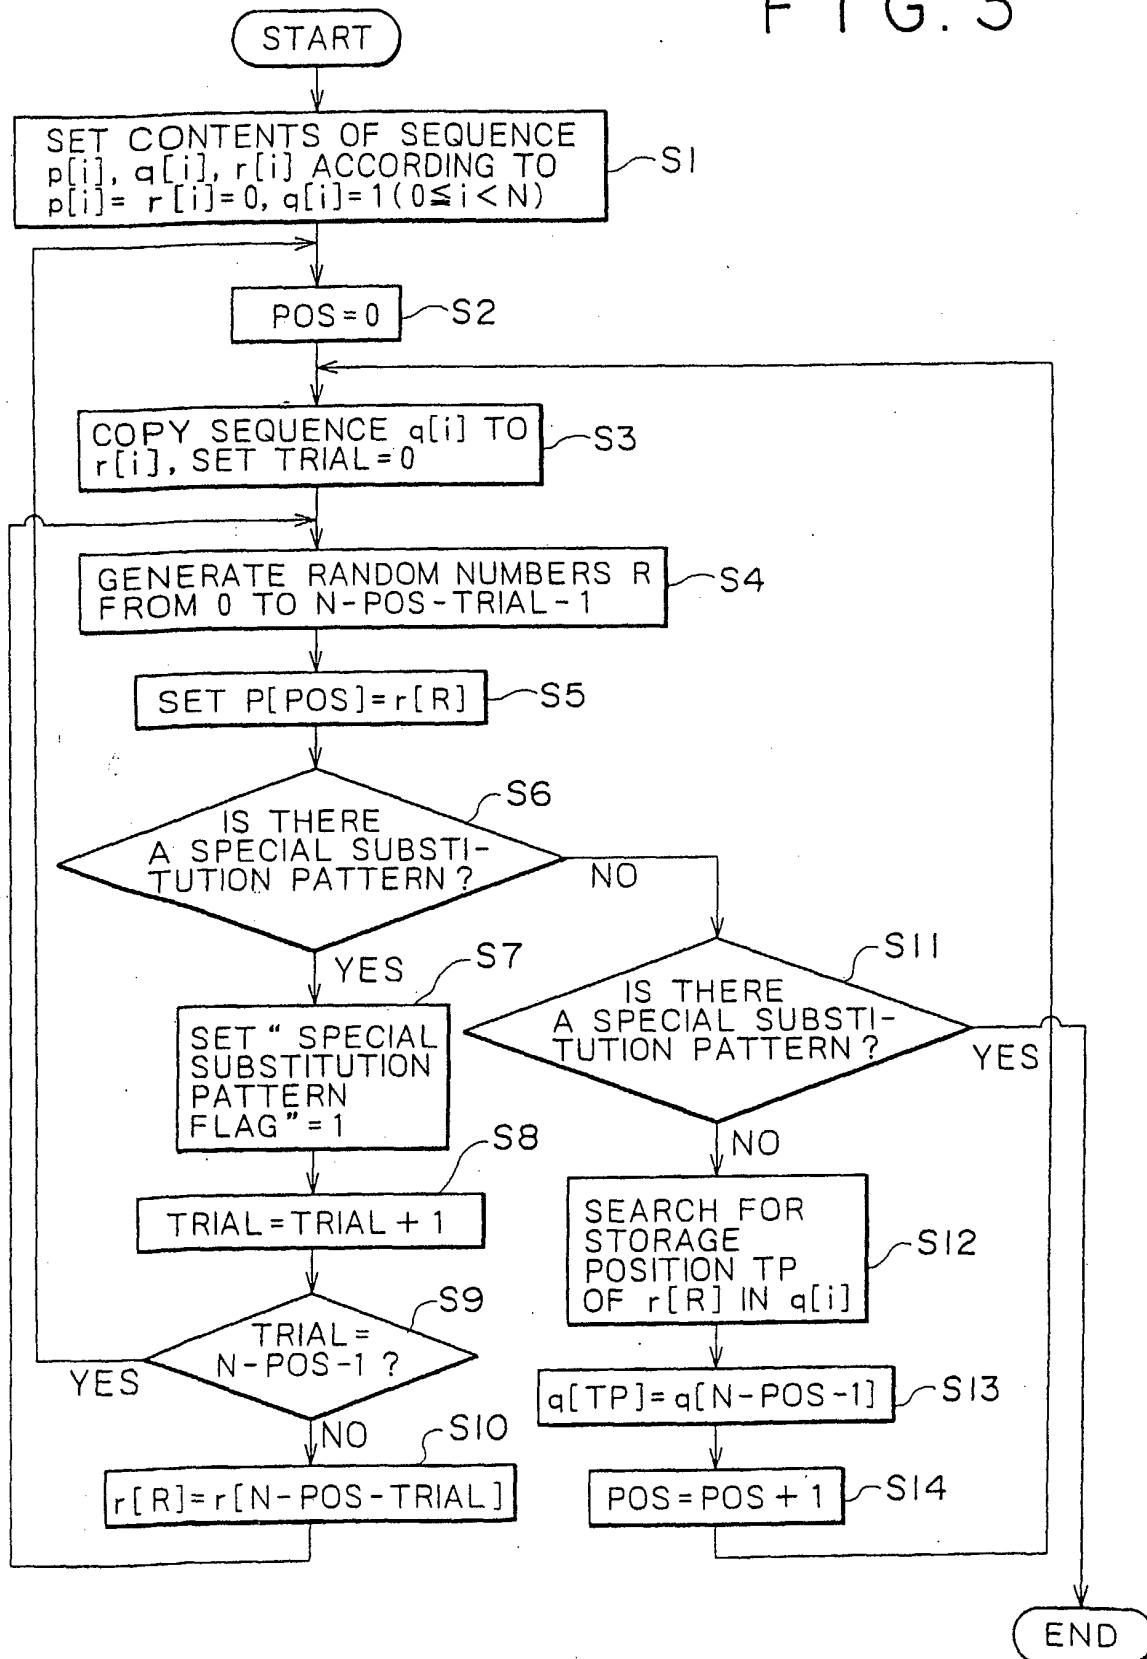 FIG. 5
START
SET CONTENTS OF SEQUENCE
p[i], q[i], r[i] ACCORDING TO
p[i]= r[i]=0, q[i]=1(0≦i<N)
S1
POS=0
S2
COPY SEQUENCE q[i] TO
r[i], SET TRIAL=0
S3
GENERATE RANDOM NUMBERS R
FROM 0 TO N-POS-TRIAL-1
S4
SET P[POS]=r[R]
S5
IS THERE
A SPECIAL SUBSTI-
TUTION PATTERN?
S6
NO
YES
SET " SPECIAL
SUBSTITUTION
PATTERN
FLAG"=1
S7
TRIAL=TRIAL+1
S8
TRIAL=
N-POS-1 ?
S9
YES
NO
r[R]=r[N-POS-TRIAL]
S10
IS THERE
A SPECIAL SUBSTI-
TUTION PATTERN?
S11
YES
NO
SEARCH FOR
STORAGE
POSITION TP
OF r[R] IN q[i]
S12
q[TP]=q[N-POS-1]
S13
POS=POS+1
S14
END